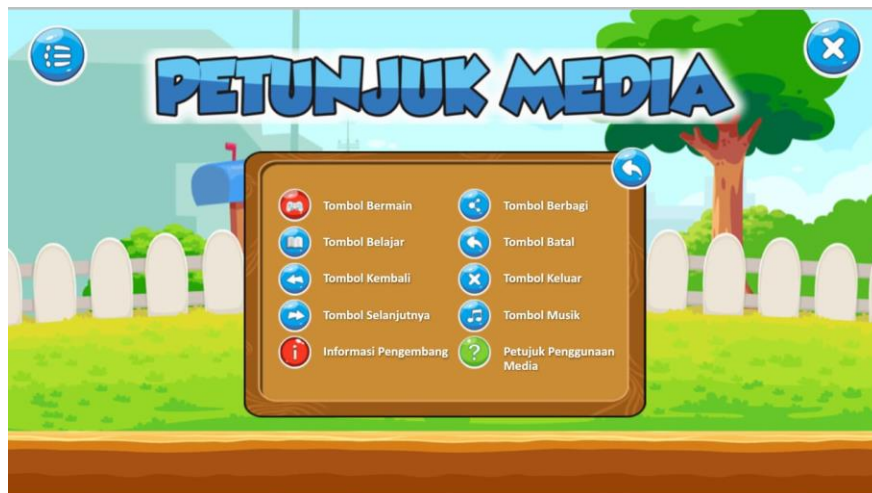 PETUNJUK MEDIA
Tombol Bermain
Tombol Belajar
Tombol Kembali
Tombol Selanjutnya
Informasi Pengembang
Tombol Berbagi
Tombol Batal
Tombol Keluar
Tombol Musik
Petujuk Penggunaan
Media